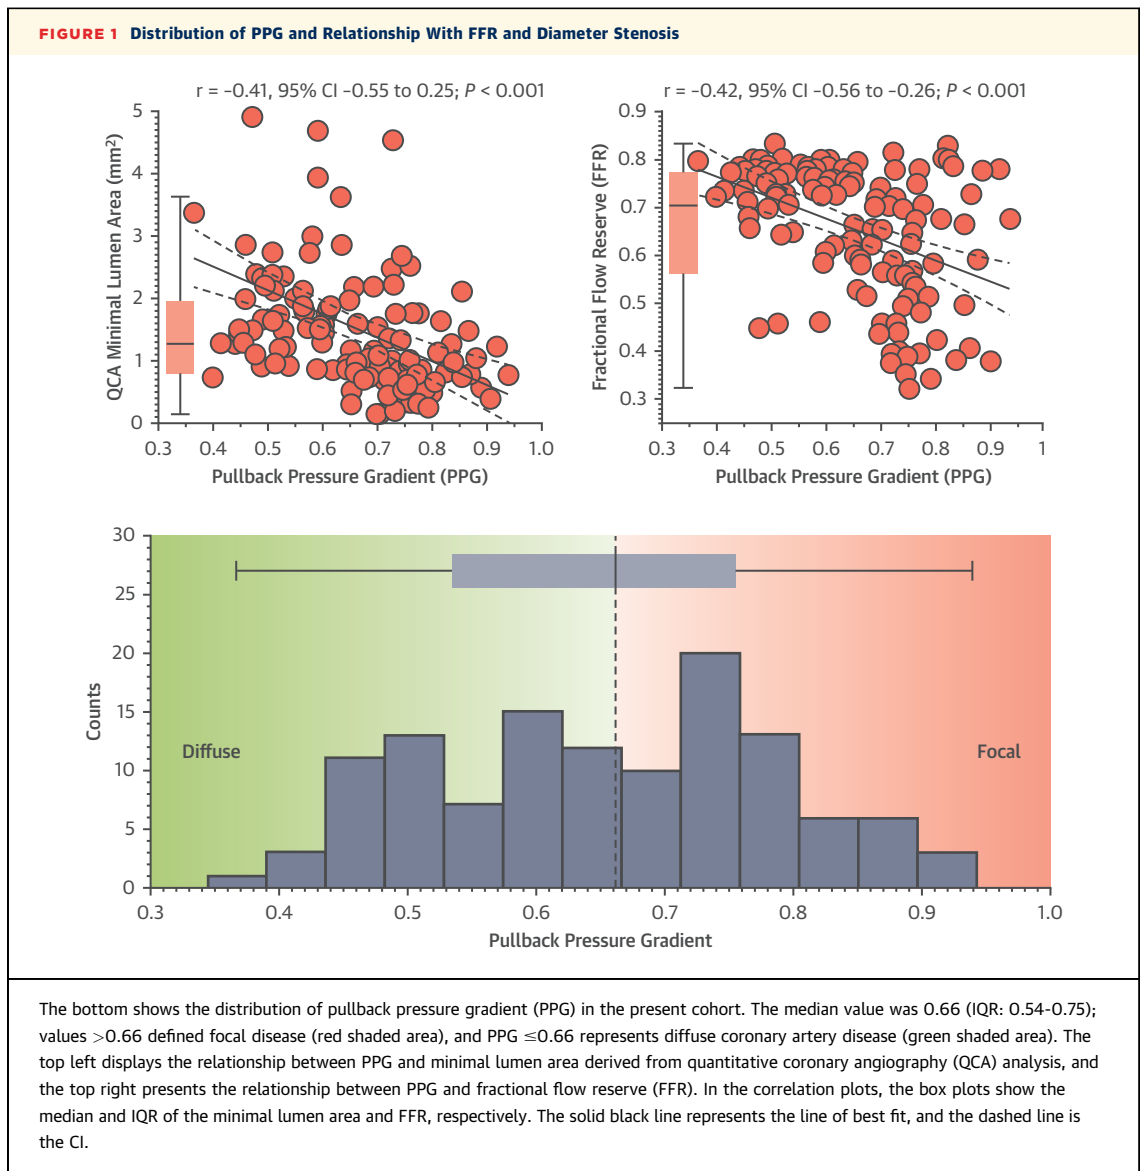 FIGURE 1 Distribution of PPG and Relationship With FFR and Diameter Stenosis
r = -0.41, 95% CI -0.55 to 0.25; P < 0.001
QCA Minimal Lumen Area (mm²)
5
4
3
2
1
0
0.3 0.4 0.5 0.6 0.7 0.8 0.9 1.0
Pullback Pressure Gradient (PPG)
r = -0.42, 95% CI -0.56 to -0.26; P < 0.001
Fractional Flow Reserve (FFR)
0.9
0.8
0.7
0.6
0.5
0.4
0.3
0.3 0.4 0.5 0.6 0.7 0.8 0.9 1
Pullback Pressure Gradient (PPG)
Counts
30
25
20
15
10
5
0
Diffuse
Focal
0.3 0.4 0.5 0.6 0.7 0.8 0.9 1.0
Pullback Pressure Gradient
The bottom shows the distribution of pullback pressure gradient (PPG) in the present cohort. The median value was 0.66 (IQR: 0.54-0.75);
values >0.66 defined focal disease (red shaded area), and PPG ≤0.66 represents diffuse coronary artery disease (green shaded area). The
top left displays the relationship between PPG and minimal lumen area derived from quantitative coronary angiography (QCA) analysis, and
the top right presents the relationship between PPG and fractional flow reserve (FFR). In the correlation plots, the box plots show the
median and IQR of the minimal lumen area and FFR, respectively. The solid black line represents the line of best fit, and the dashed line is
the CI.